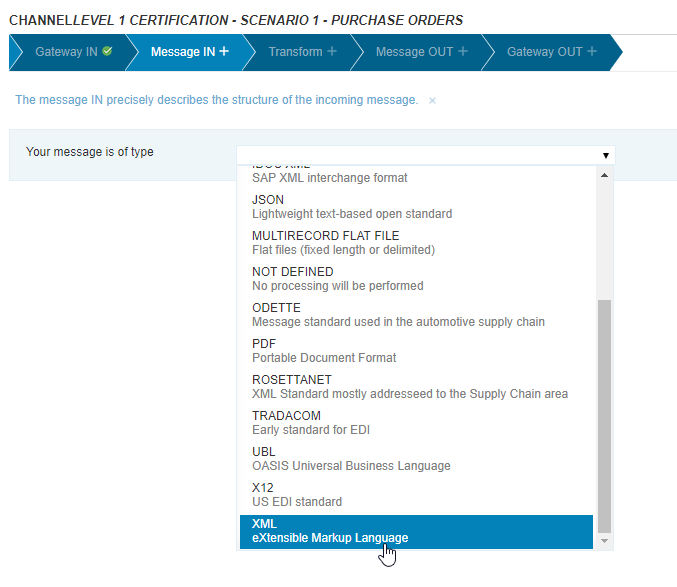 CHANNELLEVEL 1 CERTIFICATION - SCENARIO 1 - PURCHASE ORDERS
Gateway IN Message IN + Transform + Message OUT + Gateway OUT +
The message IN precisely describes the structure of the incoming message. ×
Your message is of type
IDOC XML
SAP XML interchange format
JSON
Lightweight text-based open standard
MULTIRECORD FLAT FILE
Flat files (fixed length or delimited)
NOT DEFINED
No processing will be performed
ODETTE
Message standard used in the automotive supply chain
PDF
Portable Document Format
ROSETTANET
XML Standard mostly addresseed to the Supply Chain area
TRADACOM
Early standard for EDI
UBL
OASIS Universal Business Language
X12
US EDI standard
XML
eXtensible Markup Language